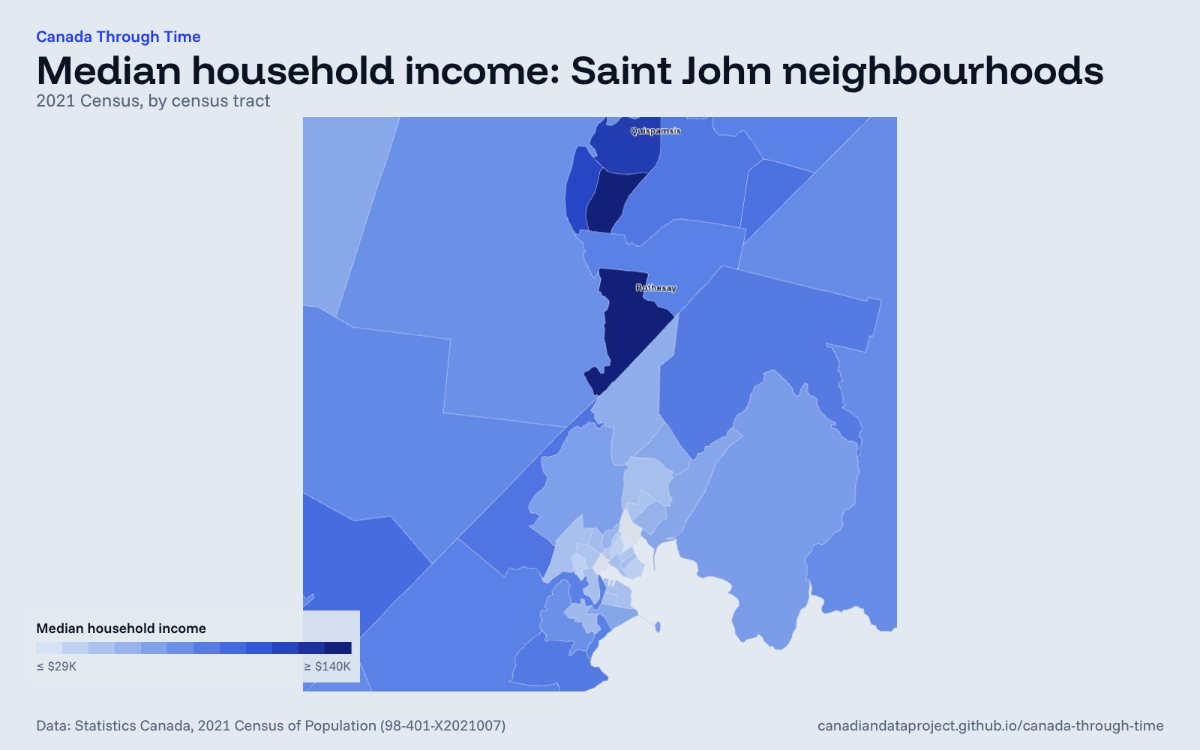 Canada Through Time
Median household income: Saint John neighbourhoods
2021 Census, by census tract
Quispamsis
Rothesay
Median household income
≤ $29K
≥ $140K
Data: Statistics Canada, 2021 Census of Population (98-401-X2021007)
canadiandataproject.github.io/canada-through-time